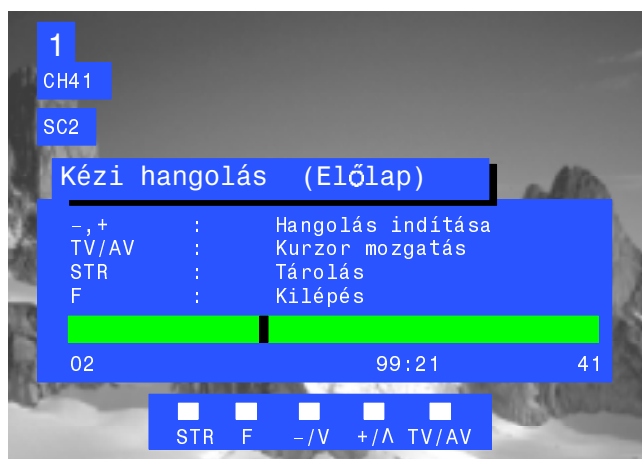 1
CH41
SC2
Kézi hangolás (Előlap)
–,+ : Hangolás indítása
TV/AV : Kurzor mozgatás
STR : Tárolás
F : Kilépés
02 99:21 41
STR F –/V +/Λ TV/AV